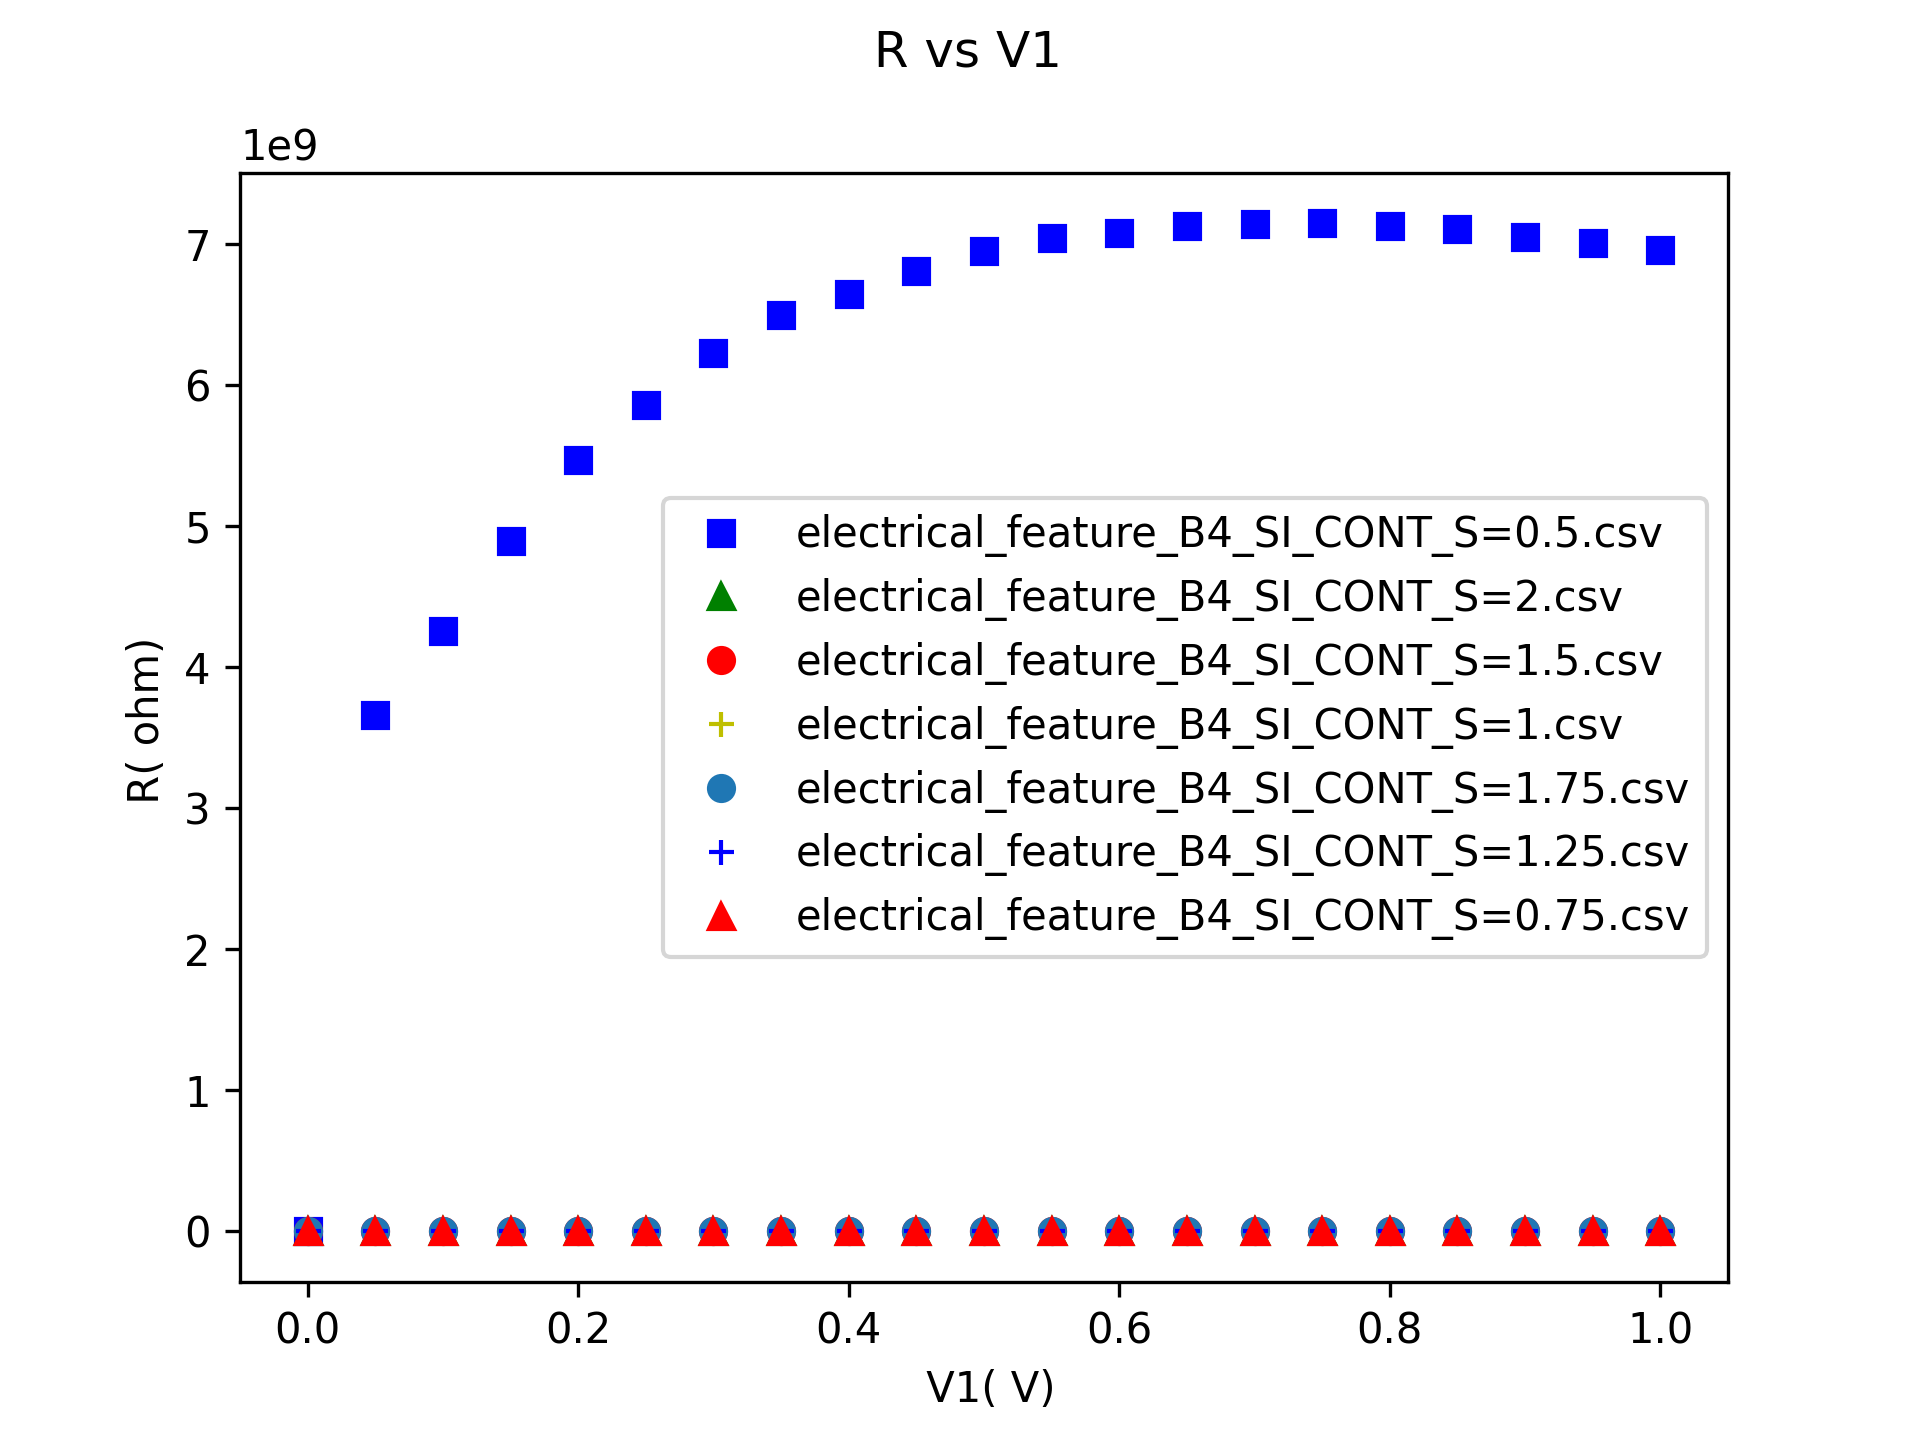 R vs V1
1e9
7
6
5
4
3
2
1
0
R( ohm)
electrical_feature_B4_SI_CONT_S=0.5.csv
electrical_feature_B4_SI_CONT_S=2.csv
electrical_feature_B4_SI_CONT_S=1.5.csv
electrical_feature_B4_SI_CONT_S=1.csv
electrical_feature_B4_SI_CONT_S=1.75.csv
electrical_feature_B4_SI_CONT_S=1.25.csv
electrical_feature_B4_SI_CONT_S=0.75.csv
0.0 0.2 0.4 0.6 0.8 1.0
V1( V)